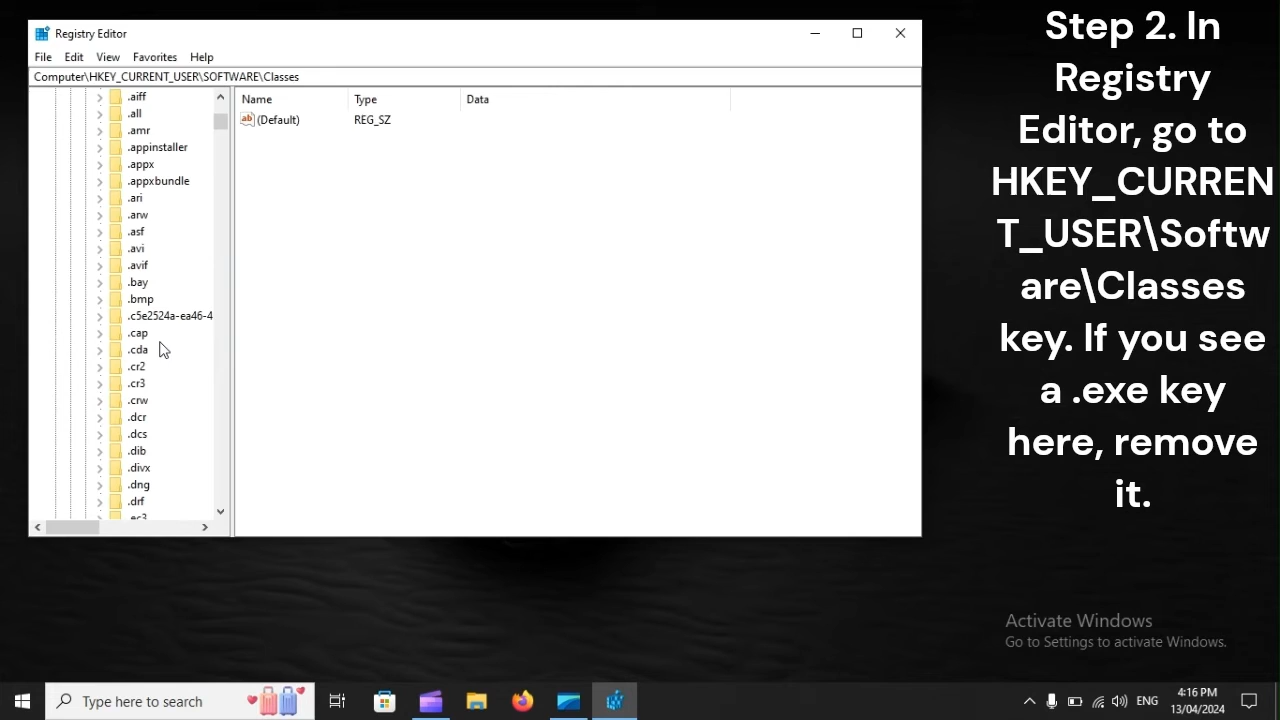 Registry Editor
File Edit View Favorites Help
Computer\HKEY_CURRENT_USER\SOFTWARE\Classes
.aiff
.all
.amr
.appinstaller
.appx
.appxbundle
.ari
.arw
.asf
.avi
.avif
.bay
.bmp
.c5e2524a-ea46-4
.cap
.cda
.cr2
.cr3
.crw
.dcr
.dcs
.dib
.divx
.dng
.drf
Name Type Data
(Default) REG_SZ
Step 2. In
Registry
Editor, go to
HKEY_CURREN
T_USER\Softw
are\Classes
key. If you see
a .exe key
here, remove
it.
Activate Windows
Go to Settings to activate Windows.
Type here to search
ENG
4:16 PM
13/04/2024